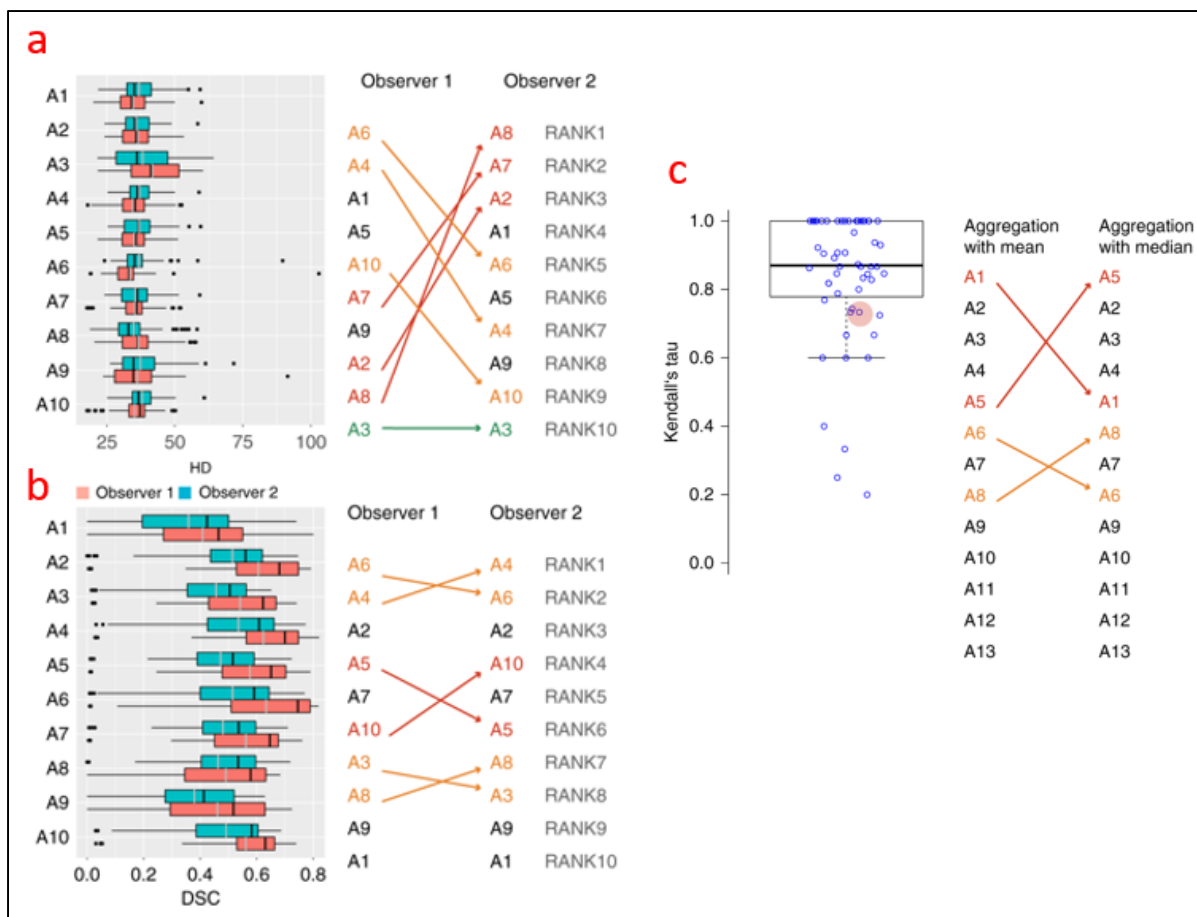 a
A1
A2
A3
A4
A5
A6
A7
A8
A9
A10
25
50
75
100
HD
Observer 1
Observer 2
A6
A8
RANK1
A4
A7
RANK2
A1
A2
RANK3
A5
A1
RANK4
A10
A6
RANK5
A7
A5
RANK6
A9
A4
RANK7
A2
A9
RANK8
A8
A10
RANK9
A3
A3
RANK10
b
Observer 1
Observer 2
A1
A2
A3
A4
A5
A6
A7
A8
A9
A10
0.0
0.2
0.4
0.6
0.8
DSC
Observer 1
Observer 2
A6
A4
RANK1
A4
A6
RANK2
A2
A2
RANK3
A5
A10
RANK4
A7
A7
RANK5
A10
A5
RANK6
A3
A8
RANK7
A8
A3
RANK8
A9
A9
RANK9
A1
A1
RANK10
c
Kendall's tau
1.0
0.8
0.6
0.4
0.2
0.0
Aggregation
with mean
Aggregation
with median
A1
A5
A2
A2
A3
A3
A4
A4
A5
A1
A6
A8
A7
A7
A8
A6
A9
A9
A10
A10
A11
A11
A12
A12
A13
A13